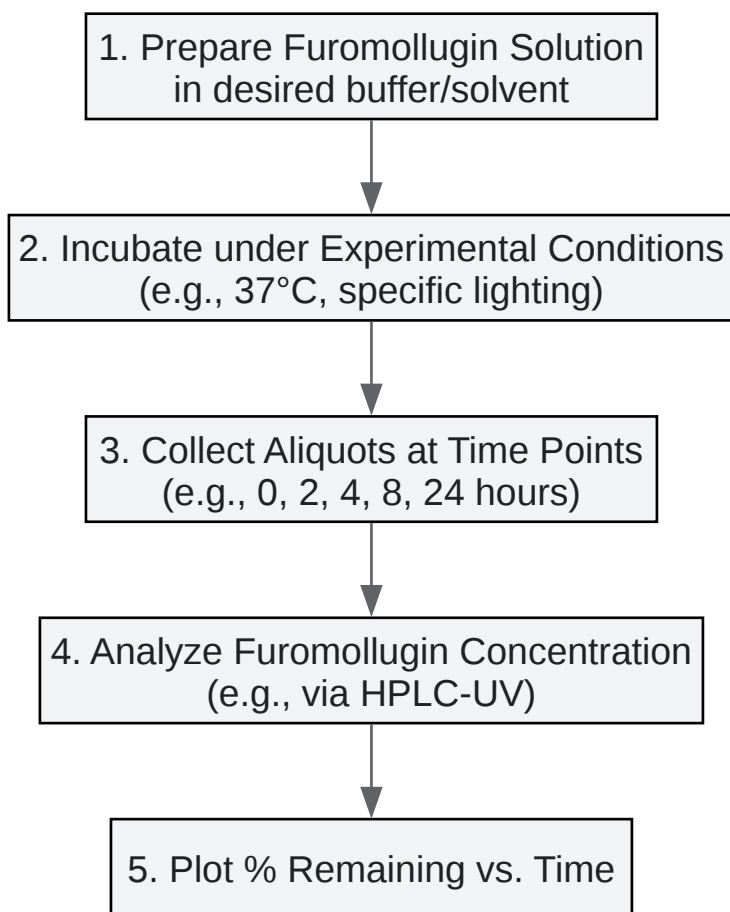 1. Prepare Furomollugin Solution
in desired buffer/solvent
2. Incubate under Experimental Conditions
(e.g., 37°C, specific lighting)
3. Collect Aliquots at Time Points
(e.g., 0, 2, 4, 8, 24 hours)
4. Analyze Furomollugin Concentration
(e.g., via HPLC-UV)
5. Plot % Remaining vs. Time